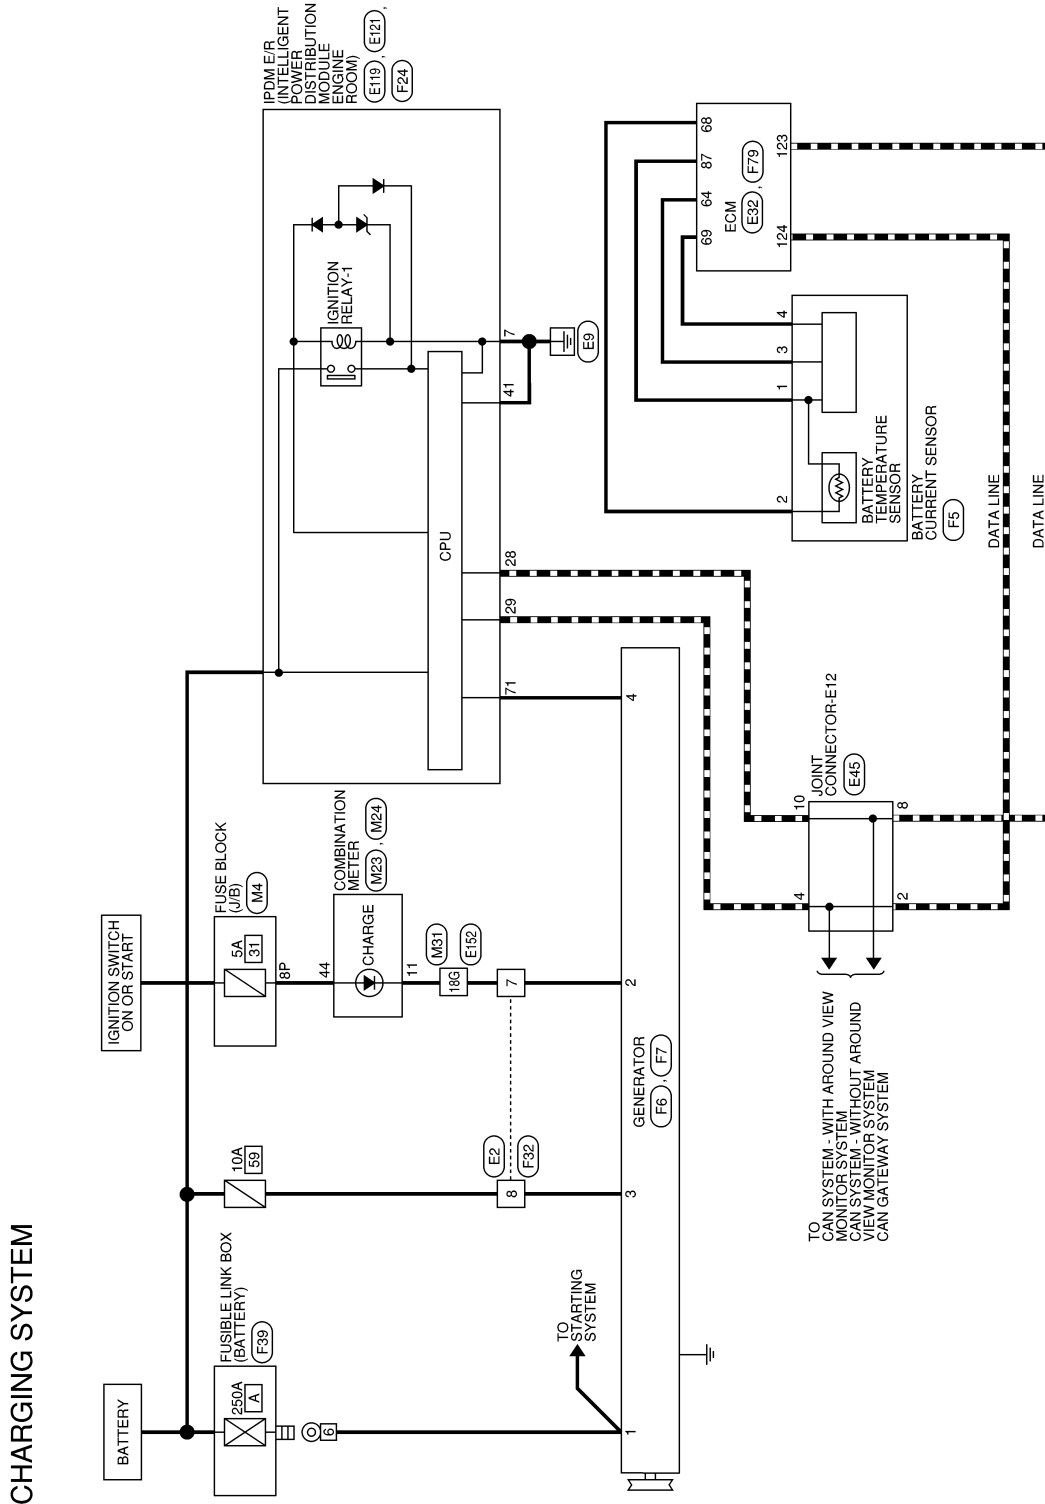 CHARGING SYSTEM
BATTERY
250A
A
FUSIBLE LINK BOX
(BATTERY)
F39
6
TO
STARTING
SYSTEM
1
10A
59
8
E2
F32
3
IGNITION SWITCH
ON OR START
5A
31
FUSE BLOCK
(J/B)
M4
8P
44
CHARGE
COMBINATION
METER
M23 , M24
11
18G
M31
E152
7
2
GENERATOR
F6 , F7
4
IPDM E/R
(INTELLIGENT
POWER
DISTRIBUTION
MODULE
ENGINE
ROOM)
E119 , E121 ,
F24
IGNITION
RELAY-1
CPU
71
29
28
41
7
E9
68
87
64
69
ECM
E32 , F79
124
123
2
1
3
4
BATTERY
TEMPERATURE
SENSOR
BATTERY
CURRENT SENSOR
F5
JOINT
CONNECTOR-E12
E45
4
10
2
8
TO
CAN SYSTEM - WITH AROUND VIEW
MONITOR SYSTEM
CAN SYSTEM - WITHOUT AROUND
VIEW MONITOR SYSTEM
CAN GATEWAY SYSTEM
DATA LINE
DATA LINE